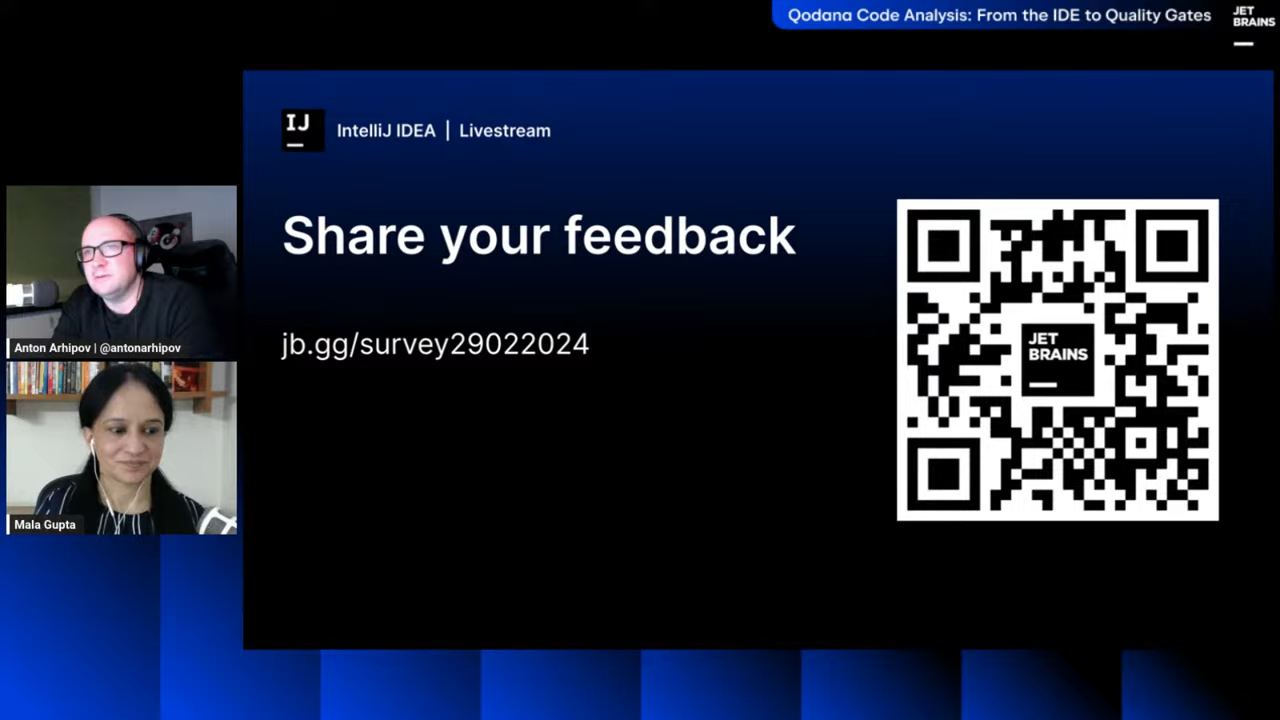 Qodana Code Analysis: From the IDE to Quality Gates
JET
BRAINS
IJ
IntelliJ IDEA | Livestream
Share your feedback
jb.gg/survey29022024
JET
BRAINS
Anton Arhipov | @antonarhipov
Mala Gupta